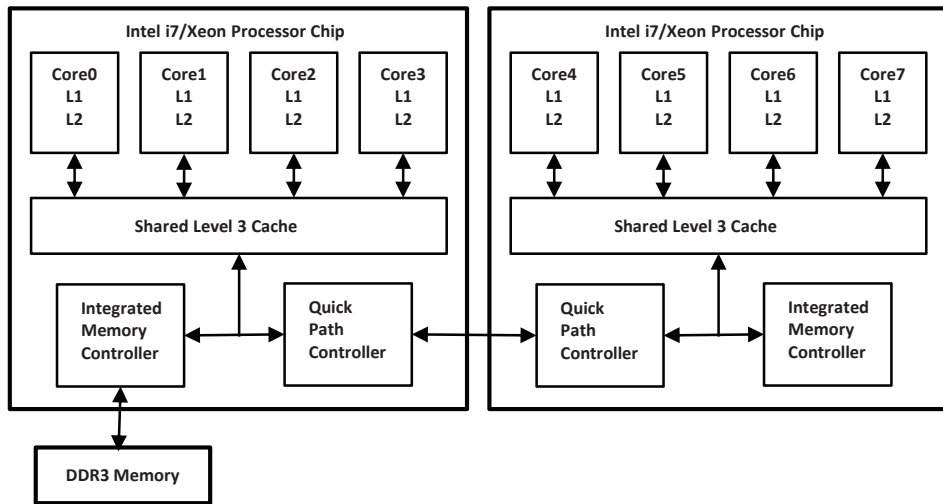 Intel i7/Xeon Processor Chip
Core0
L1
L2
Core1
L1
L2
Core2
L1
L2
Core3
L1
L2
Shared Level 3 Cache
Integrated
Memory
Controller
Quick
Path
Controller
DDR3 Memory
Intel i7/Xeon Processor Chip
Core4
L1
L2
Core5
L1
L2
Core6
L1
L2
Core7
L1
L2
Shared Level 3 Cache
Quick
Path
Controller
Integrated
Memory
Controller